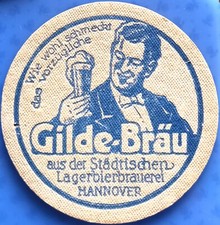 Wie wohl schmeckt
das vorzügliche
Gilde-Bräu
aus der Städtischen
Lagerbierbrauerei
HANNOVER